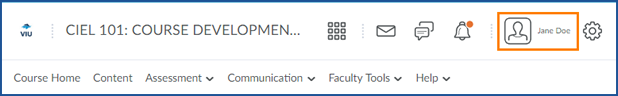 VIU CIEL 101: COURSE DEVELOPMEN... Jane Doe
Course Home Content Assessment Communication Faculty Tools Help